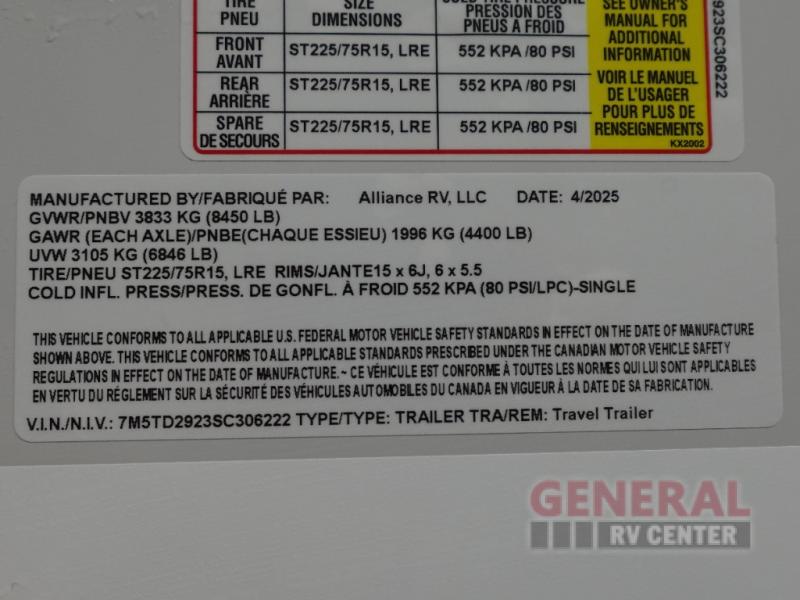 TIRE SIZE COLD TIRE PRESSURE SEE OWNER'S
PNEU DIMENSIONS PRESSION DES MANUAL FOR
PNEUS A FROID ADDITIONAL
FRONT ST225/75R15, LRE 552 KPA /80 PSI INFORMATION
AVANT
REAR ST225/75R15, LRE 552 KPA /80 PSI VOIR LE MANUEL
ARRIÈRE DE L'USAGER
SPARE ST225/75R15, LRE 552 KPA /80 PSI POUR PLUS DE
DE SECOURS RENSEIGNEMENTS
KX2002
923SC306222
MANUFACTURED BY/FABRIQUÉ PAR: Alliance RV, LLC DATE: 4/2025
GVWR/PNBV 3833 KG (8450 LB)
GAWR (EACH AXLE)/PNBE(CHAQUE ESSIEU) 1996 KG (4400 LB)
UVW 3105 KG (6846 LB)
TIRE/PNEU ST225/75R15, LRE RIMS/JANTE15 x 6J, 6 x 5.5
COLD INFL. PRESS/PRESS. DE GONFL. À FROID 552 KPA (80 PSI/LPC)-SINGLE
THIS VEHICLE CONFORMS TO ALL APPLICABLE U.S. FEDERAL MOTOR VEHICLE SAFETY STANDARDS IN EFFECT ON THE DATE OF MANUFACTURE
SHOWN ABOVE. THIS VEHICLE CONFORMS TO ALL APPLICABLE STANDARDS PRESCRIBED UNDER THE CANADIAN MOTOR VEHICLE SAFETY
REGULATIONS IN EFFECT ON THE DATE OF MANUFACTURE.~ CE VÉHICULE EST CONFORME À TOUTES LES NORMES QUI LUI SONT APPLICABLES
EN VERTU DU RÉGLEMENT SUR LA SÉCURITÉ DES VÉHICULES AUTOMOBILES DU CANADA EN VIGUEUR À LA DATE DE SA FABRICATION.
V.I.N./N.I.V.: 7M5TD2923SC306222 TYPE/TYPE: TRAILER TRA/REM: Travel Trailer
GENERAL
RV CENTER